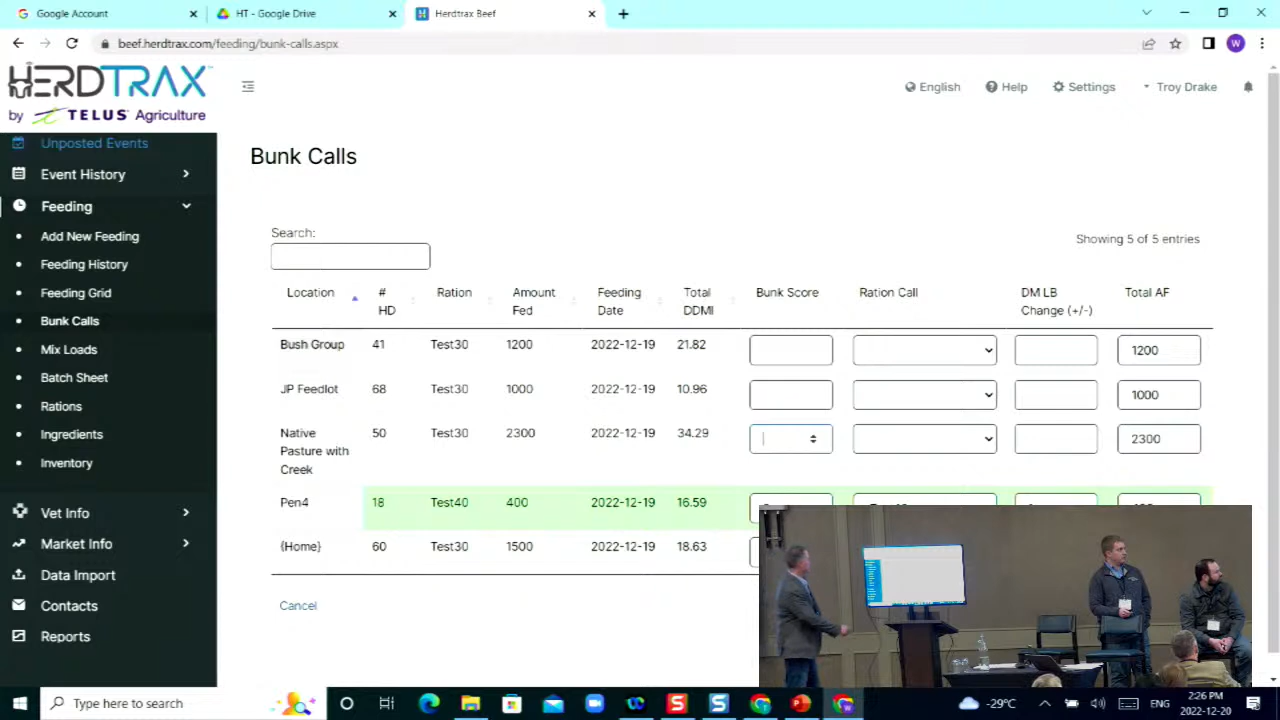 Google Account
HT - Google Drive
Herdtrax Beef
beef.herdtrax.com/feeding/bunk-calls.aspx
W
HERDTRAX
by TELUS Agriculture
English
Help
Settings
Troy Drake
Unposted Events
Event History
Feeding
Add New Feeding
Feeding History
Feeding Grid
Bunk Calls
Mix Loads
Batch Sheet
Rations
Ingredients
Inventory
Vet Info
Market Info
Data Import
Contacts
Reports
Bunk Calls
Search:
Showing 5 of 5 entries
Location # HD Ration Amount Fed Feeding Date Total DDMI Bunk Score Ration Call DM LB Change (+/-) Total AF
Bush Group 41 Test30 1200 2022-12-19 21.82 1200
JP Feedlot 68 Test30 1000 2022-12-19 10.96 1000
Native Pasture with Creek 50 Test30 2300 2022-12-19 34.29 2300
Pen4 18 Test40 400 2022-12-19 16.59
(Home) 60 Test30 1500 2022-12-19 18.63
Cancel
Type here to search
-29°C
ENG
2:26 PM
2022-12-20